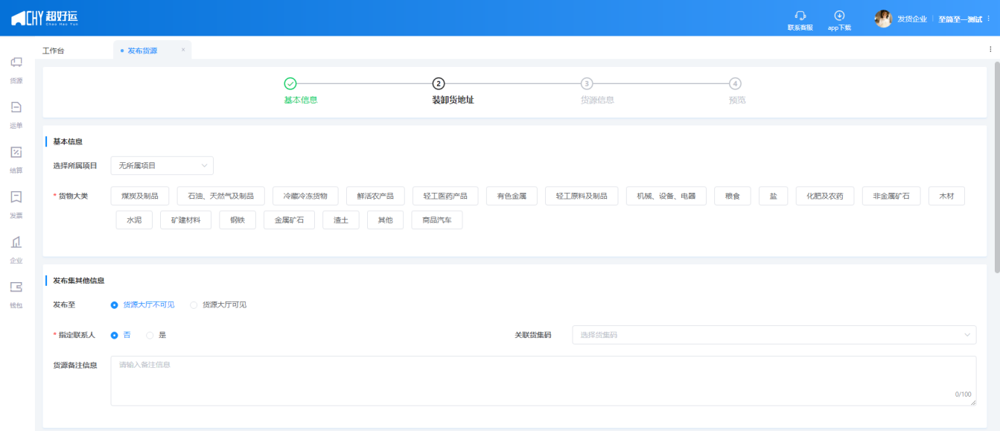 CHY 超好运
Chao Hao Yun
联系客服
app下载
发货企业
至简至一测试
工作台
发布货源
货源
运单
结算
发票
企业
钱包
2
3
4
基本信息
装卸货地址
货源信息
预览
基本信息
选择所属项目 无所属项目
* 货物大类 煤炭及制品 石油、天然气及制品 冷藏冷冻货物 鲜活农产品 轻工医药产品 有色金属 轻工原料及制品 机械、设备、电器 粮食 盐 化肥及农药 非金属矿石 木材
水泥 矿建材料 钢铁 金属矿石 渣土 其他 商品汽车
发布集其他信息
发布至 货源大厅不可见 货源大厅可见
* 指定联系人 否 是 关联货集码 选择货集码
货源备注信息 请输入备注信息
0/100